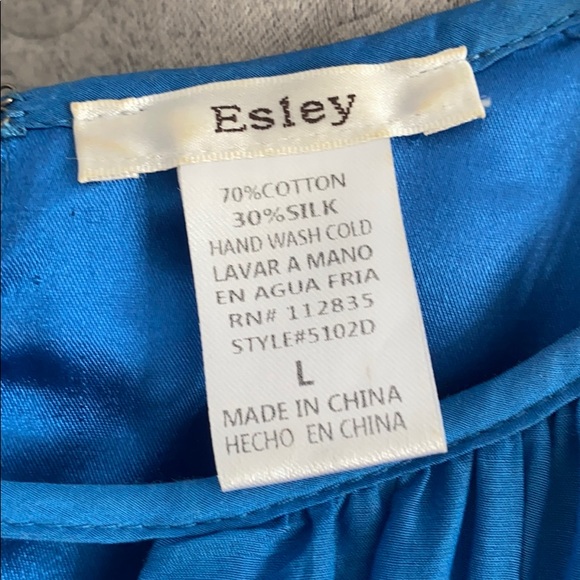 Esley
70%COTTON
30%SILK
HAND WASH COLD
LAVAR A MANO
EN AGUA FRIA
RN# 112835
STYLE#5102D
L
MADE IN CHINA
HECHO EN CHINA